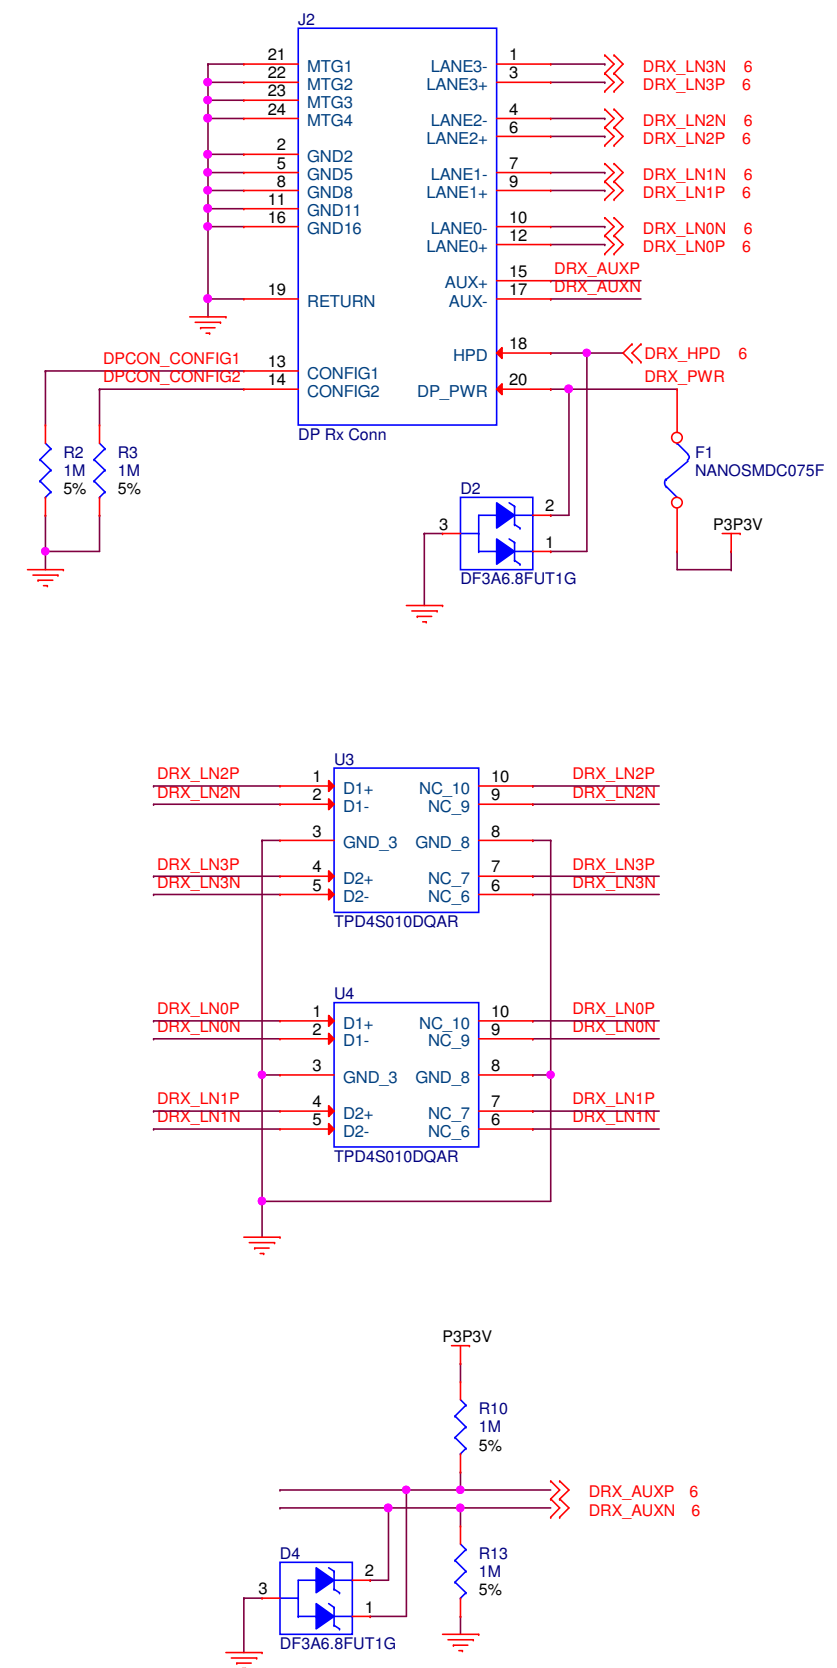 J2
21 MTG1
22 MTG2
23 MTG3
24 MTG4
2 GND2
5 GND5
8 GND8
11 GND11
16 GND16
19 RETURN
DPCON_CONFIG1 13 CONFIG1
DPCON_CONFIG2 14 CONFIG2
LANE3- 1 DRX_LN3N 6
LANE3+ 3 DRX_LN3P 6
LANE2- 4 DRX_LN2N 6
LANE2+ 6 DRX_LN2P 6
LANE1- 7 DRX_LN1N 6
LANE1+ 9 DRX_LN1P 6
LANE0- 10 DRX_LN0N 6
LANE0+ 12 DRX_LN0P 6
AUX+ 15 DRX_AUXP
AUX- 17 DRX_AUXN
HPD 18 DRX_HPD 6
DP_PWR 20 DRX_PWR
DP Rx Conn
R2
1M
5%
R3
1M
5%
F1
NANOSMDC075F
P3P3V
D2
3
2
1
DF3A6.8FUT1G
U3
DRX_LN2P 1 D1+ NC_10 10 DRX_LN2P
DRX_LN2N 2 D1- NC_9 9 DRX_LN2N
3 GND_3 GND_8 8
DRX_LN3P 4 D2+ NC_7 7 DRX_LN3P
DRX_LN3N 5 D2- NC_6 6 DRX_LN3N
TPD4S010DQAR
U4
DRX_LN0P 1 D1+ NC_10 10 DRX_LN0P
DRX_LN0N 2 D1- NC_9 9 DRX_LN0N
3 GND_3 GND_8 8
DRX_LN1P 4 D2+ NC_7 7 DRX_LN1P
DRX_LN1N 5 D2- NC_6 6 DRX_LN1N
TPD4S010DQAR
P3P3V
R10
1M
5%
DRX_AUXP 6
DRX_AUXN 6
D4
3
2
1
DF3A6.8FUT1G
R13
1M
5%